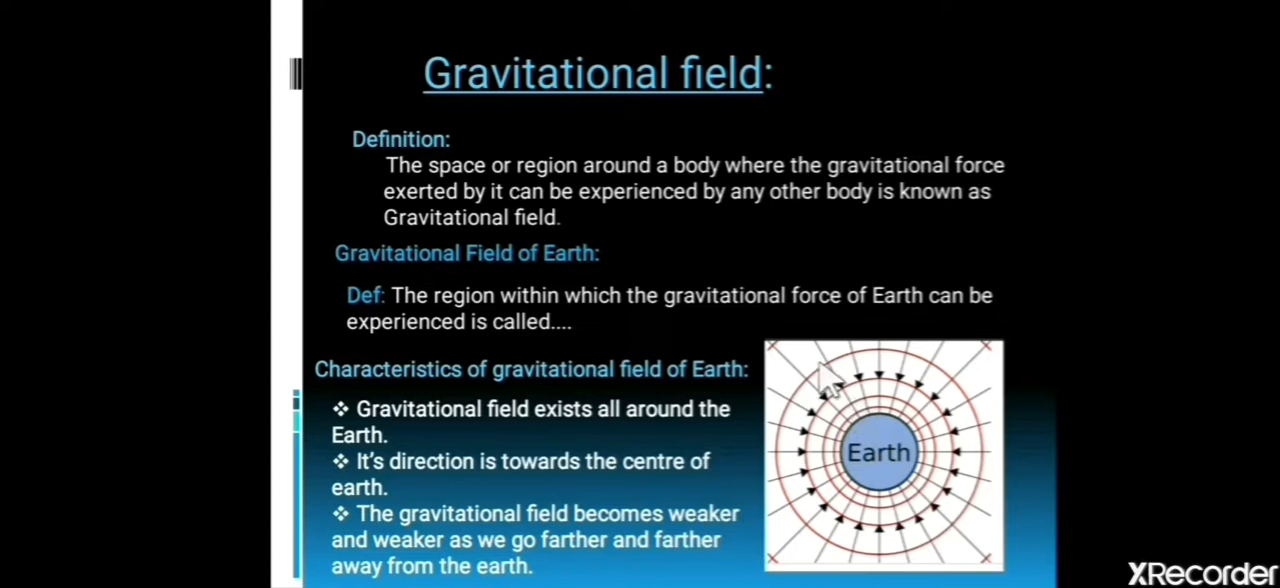 Gravitational field:
Definition:
The space or region around a body where the gravitational force
exerted by it can be experienced by any other body is known as
Gravitational field.
Gravitational Field of Earth:
Def: The region within which the gravitational force of Earth can be
experienced is called....
Characteristics of gravitational field of Earth:
❖ Gravitational field exists all around the
Earth.
❖ It's direction is towards the centre of
earth.
❖ The gravitational field becomes weaker
and weaker as we go farther and farther
away from the earth.
Earth
XRecorder